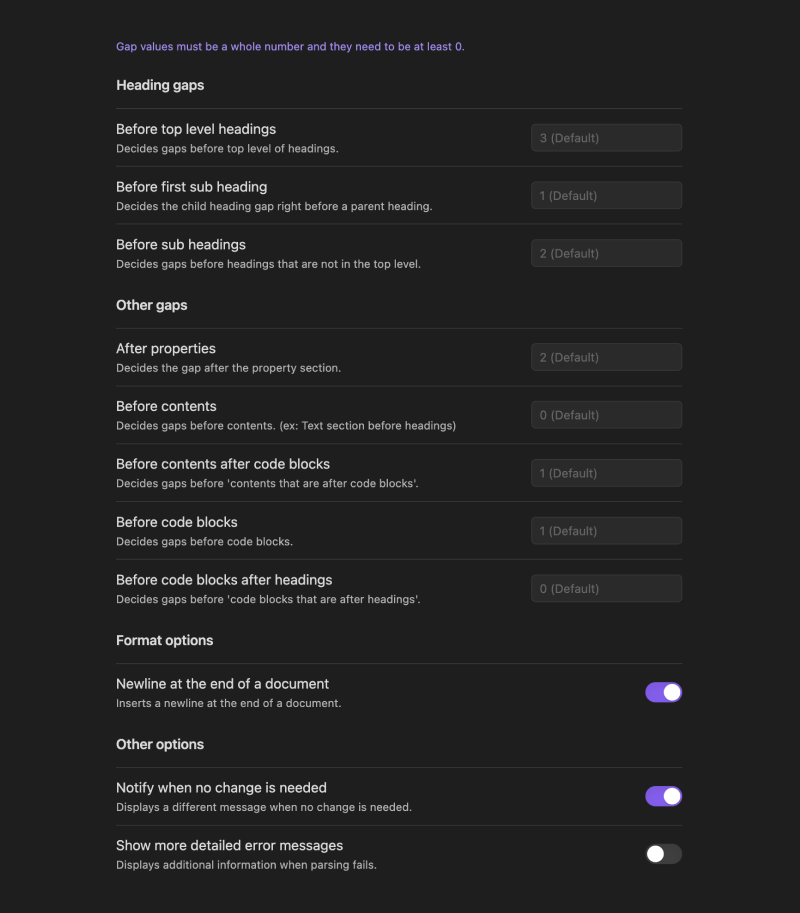 Gap values must be a whole number and they need to be at least 0.
Heading gaps
Before top level headings
3 (Default)
Decides gaps before top level of headings.
Before first sub heading
1 (Default)
Decides the child heading gap right before a parent heading.
Before sub headings
2 (Default)
Decides gaps before headings that are not in the top level.
Other gaps
After properties
2 (Default)
Decides the gap after the property section.
Before contents
0 (Default)
Decides gaps before contents. (ex: Text section before headings)
Before contents after code blocks
1 (Default)
Decides gaps before 'contents that are after code blocks'.
Before code blocks
1 (Default)
Decides gaps before code blocks.
Before code blocks after headings
0 (Default)
Decides gaps before 'code blocks that are after headings'.
Format options
Newline at the end of a document
Inserts a newline at the end of a document.
Other options
Notify when no change is needed
Displays a different message when no change is needed.
Show more detailed error messages
Displays additional information when parsing fails.